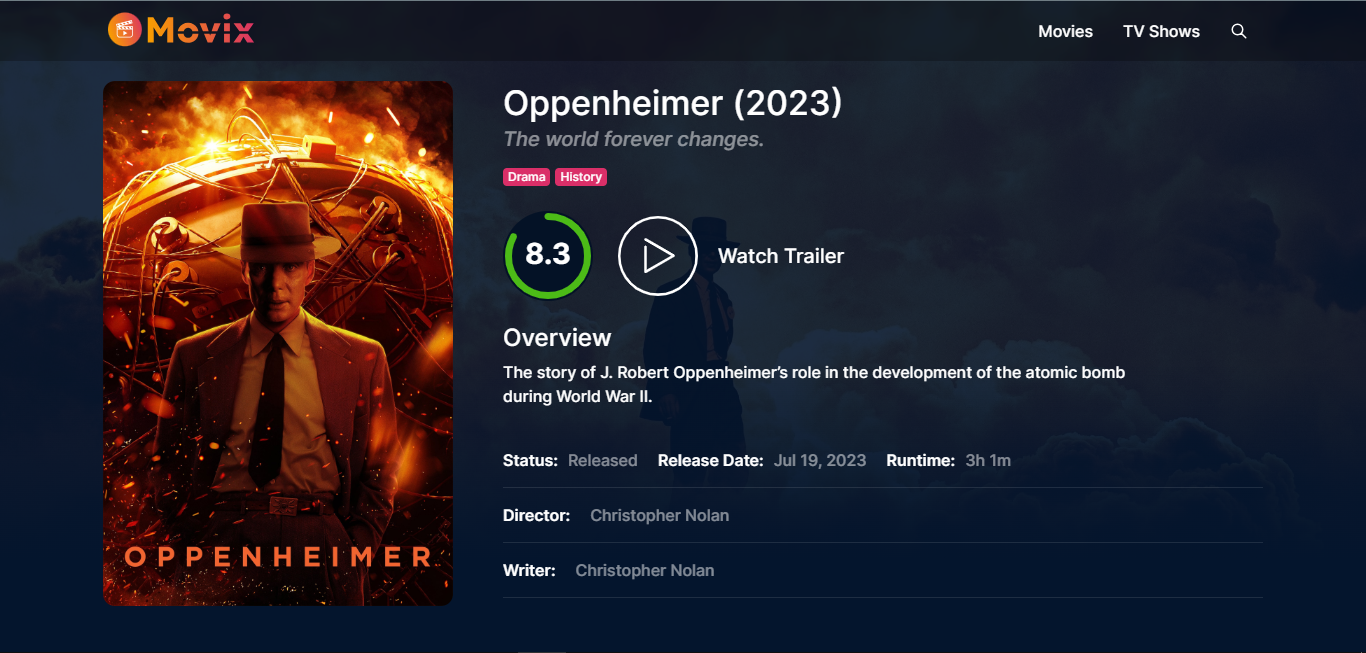 Movix
Movies
TV Shows
OPPENHEIMER
Oppenheimer (2023)
The world forever changes.
Drama
History
8.3
Watch Trailer
Overview
The story of J. Robert Oppenheimer’s role in the development of the atomic bomb
during World War II.
Status: Released Release Date: Jul 19, 2023 Runtime: 3h 1m
Director: Christopher Nolan
Writer: Christopher Nolan